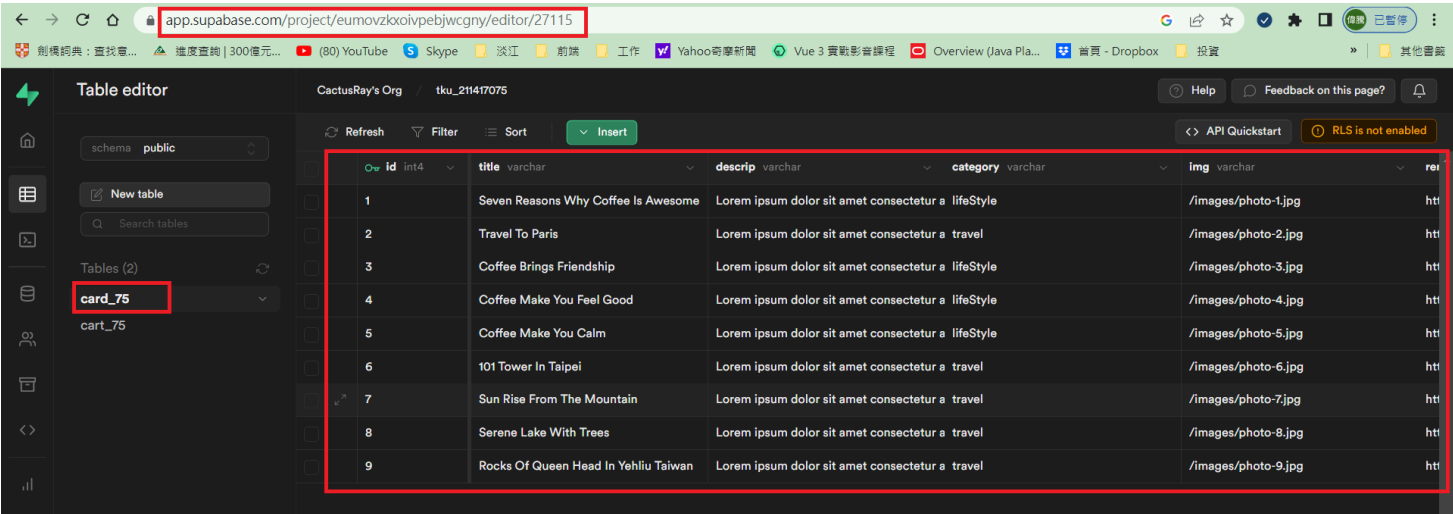 app.supabase.com/project/eumovzkxoivpebjwcgny/editor/27115
已暫停
劍橋詞典：查找意... 進度查詢 | 300億元... (80) YouTube Skype 淡江 前端 工作 Yahoo奇摩新聞 Vue 3 實戰影音課程 Overview (Java Pla... 首頁 - Dropbox 投資 » 其他書籤
Table editor
CactusRay's Org / tku_211417075
Help
Feedback on this page?
Refresh Filter Sort Insert
API Quickstart
RLS is not enabled
schema public
New table
Search tables
Tables (2)
card_75
cart_75
id int4 title varchar descrip varchar category varchar img varchar
1 Seven Reasons Why Coffee Is Awesome Lorem ipsum dolor sit amet consectetur a lifeStyle /images/photo-1.jpg htt
2 Travel To Paris Lorem ipsum dolor sit amet consectetur a travel /images/photo-2.jpg htt
3 Coffee Brings Friendship Lorem ipsum dolor sit amet consectetur a lifeStyle /images/photo-3.jpg htt
4 Coffee Make You Feel Good Lorem ipsum dolor sit amet consectetur a lifeStyle /images/photo-4.jpg htt
5 Coffee Make You Calm Lorem ipsum dolor sit amet consectetur a lifeStyle /images/photo-5.jpg htt
6 101 Tower In Taipei Lorem ipsum dolor sit amet consectetur a travel /images/photo-6.jpg htt
7 Sun Rise From The Mountain Lorem ipsum dolor sit amet consectetur a travel /images/photo-7.jpg htt
8 Serene Lake With Trees Lorem ipsum dolor sit amet consectetur a travel /images/photo-8.jpg htt
9 Rocks Of Queen Head In Yehliu Taiwan Lorem ipsum dolor sit amet consectetur a travel /images/photo-9.jpg htt